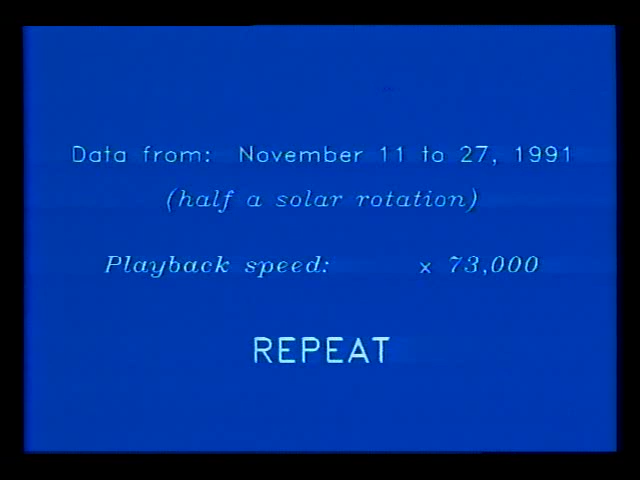 Data from: November 11 to 27, 1991
(half a solar rotation)
Playback speed: x 73,000
REPEAT